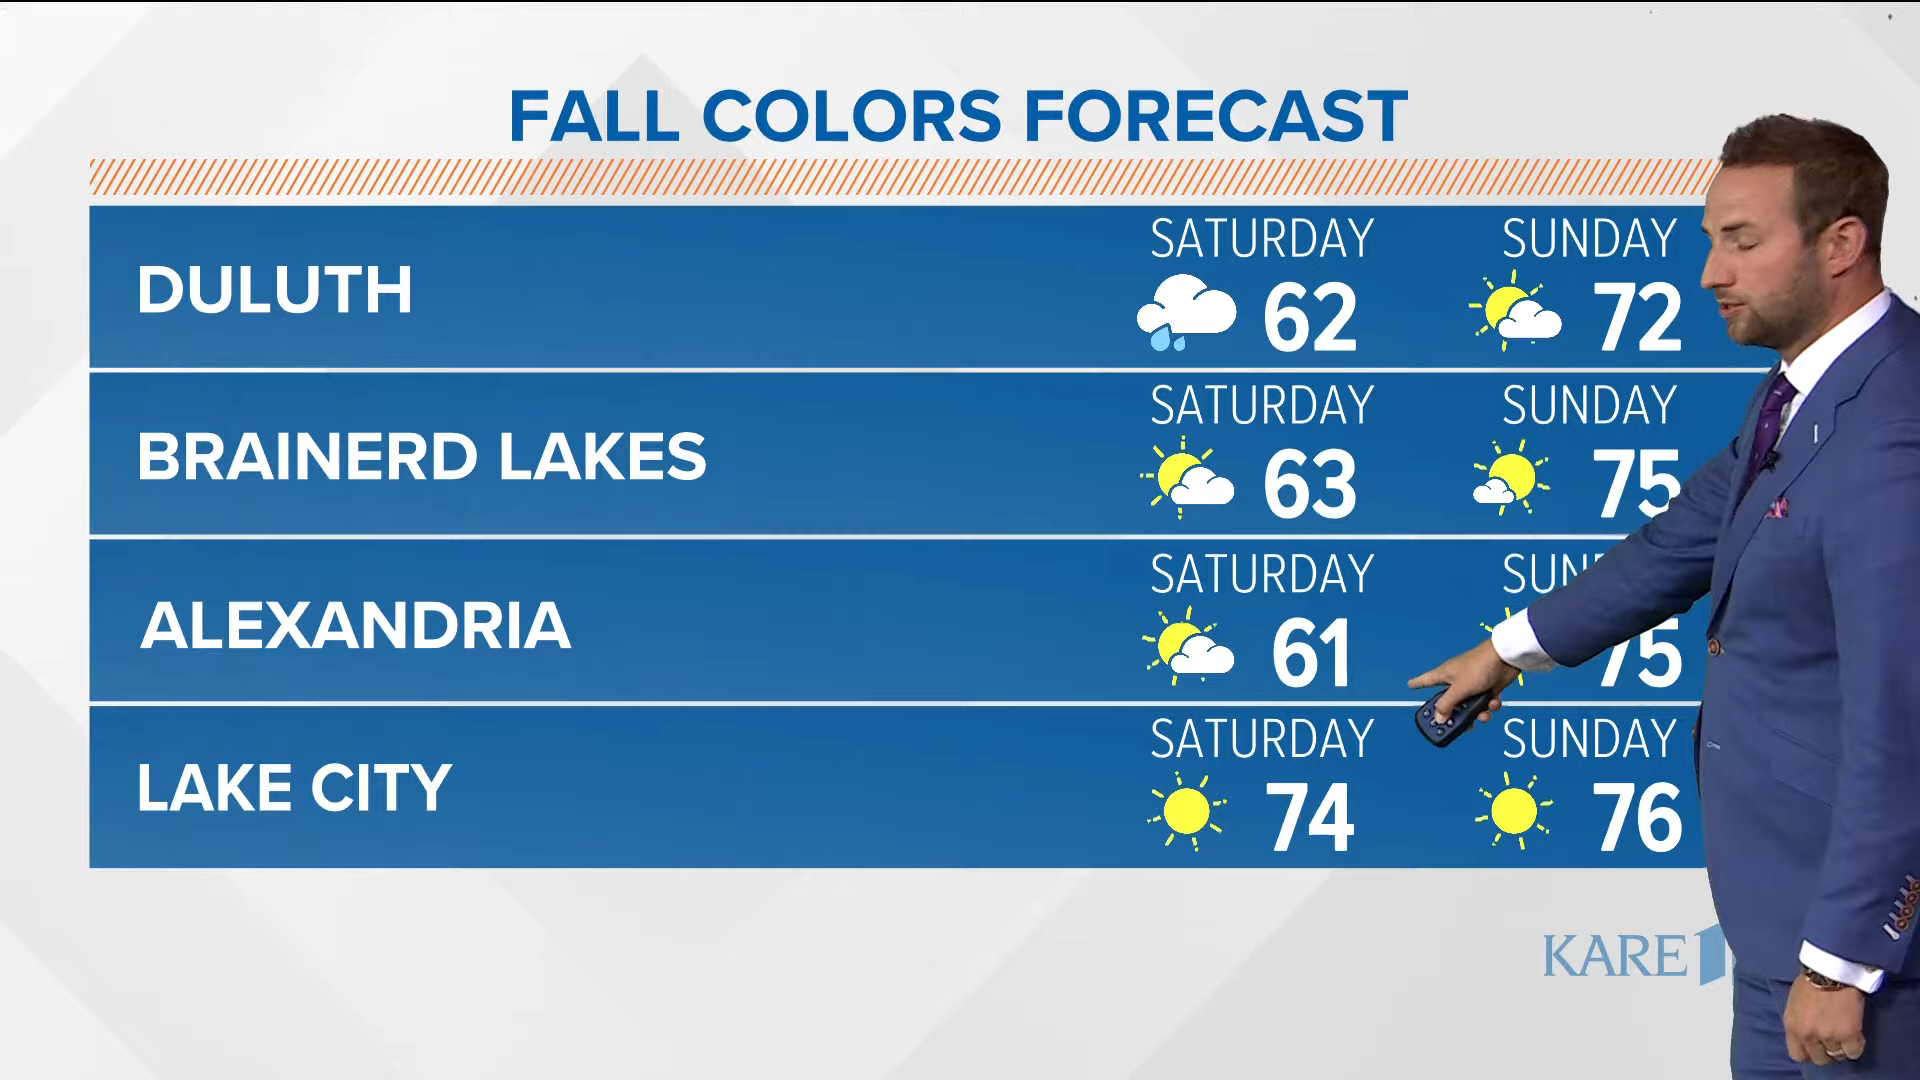 FALL COLORS FORECAST
SATURDAY SUNDAY
DULUTH 62 72
SATURDAY SUNDAY
BRAINERD LAKES 63 75
SATURDAY
ALEXANDRIA 61 75
SATURDAY SUNDAY
LAKE CITY 74 76
KARE